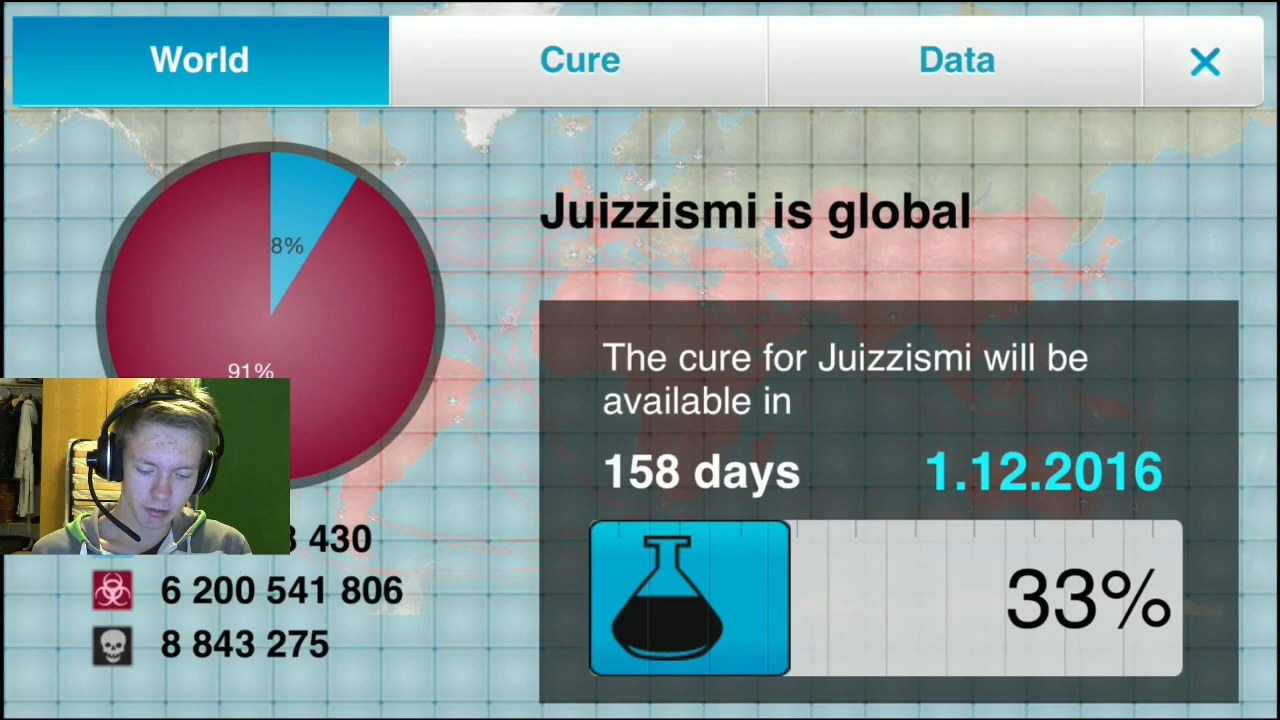 World
Cure
Data
8%
91%
Juizzismi is global
The cure for Juizzismi will be
available in
158 days
1.12.2016
33%
430
6 200 541 806
8 843 275